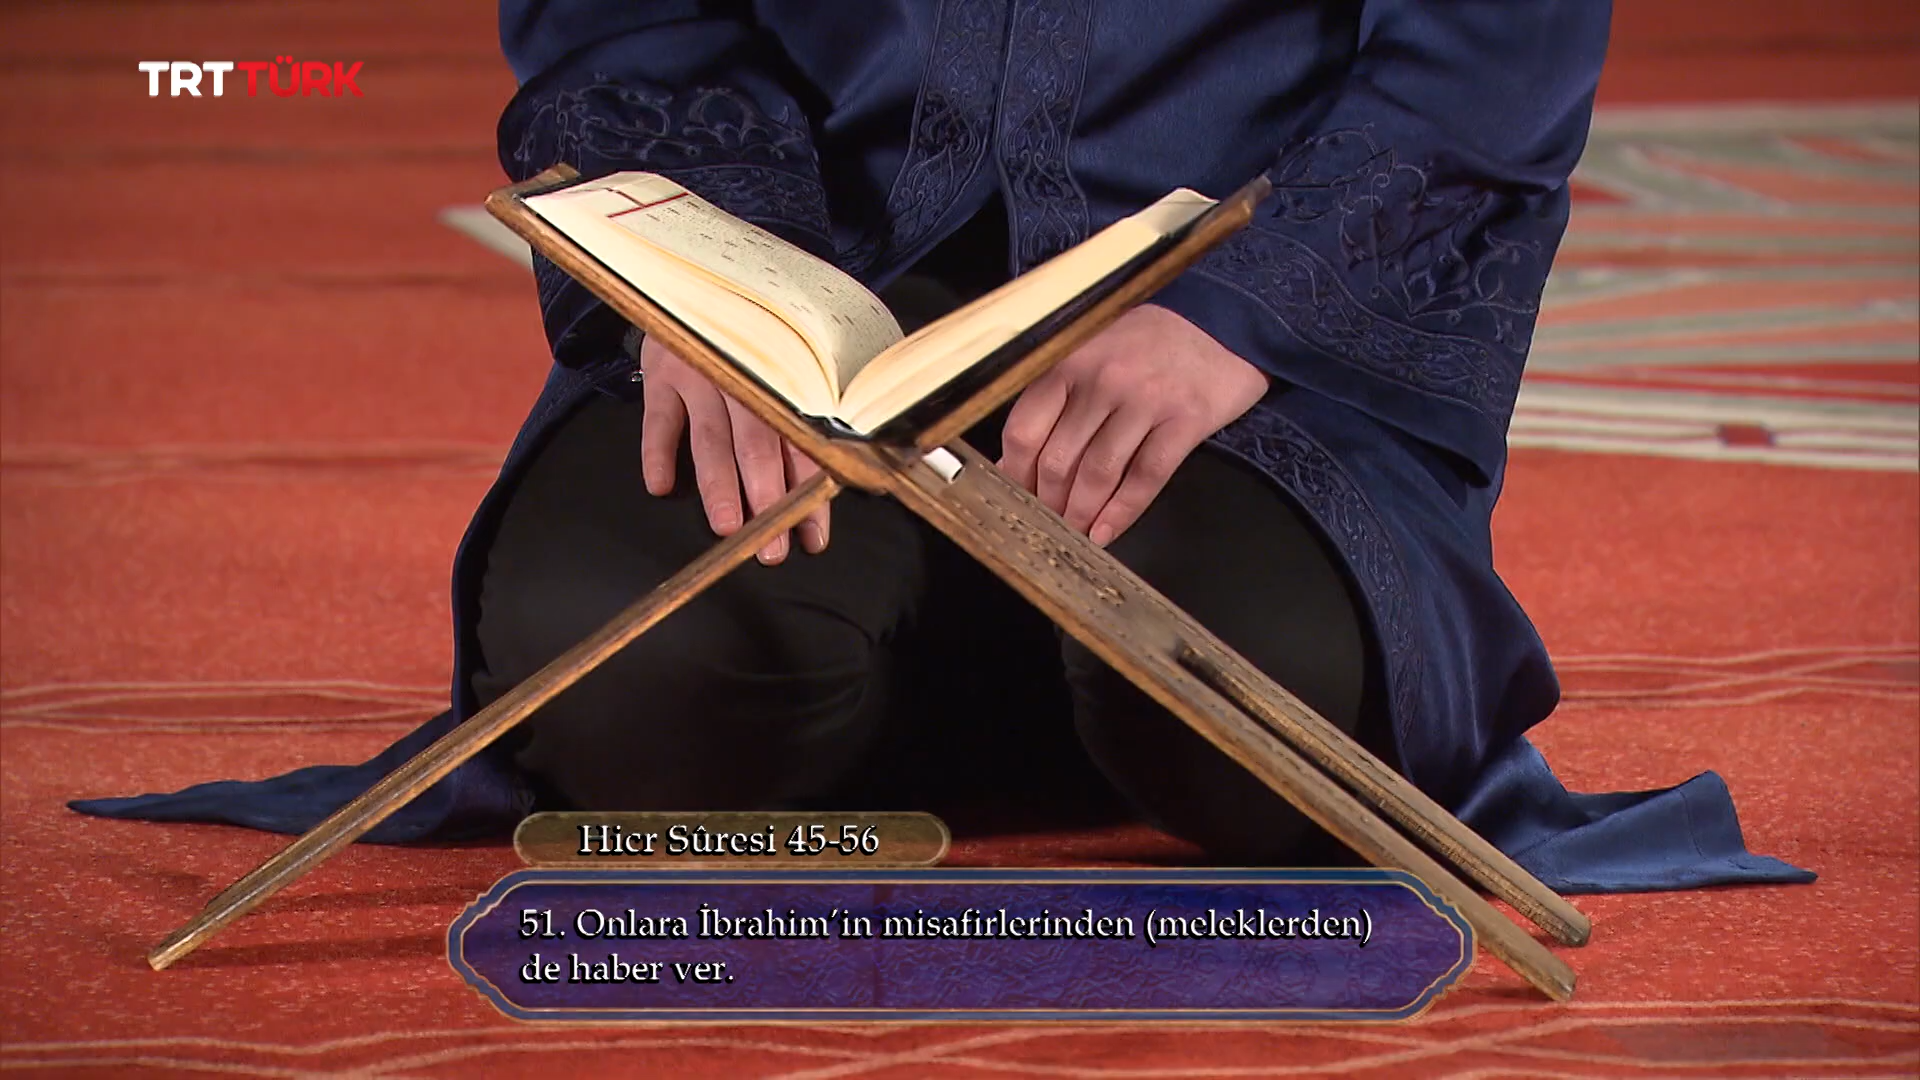 TRT TÜRK
Hicr Sûresi 45-56
51. Onlara İbrahim'in misafirlerinden (meleklerden)
de haber ver.